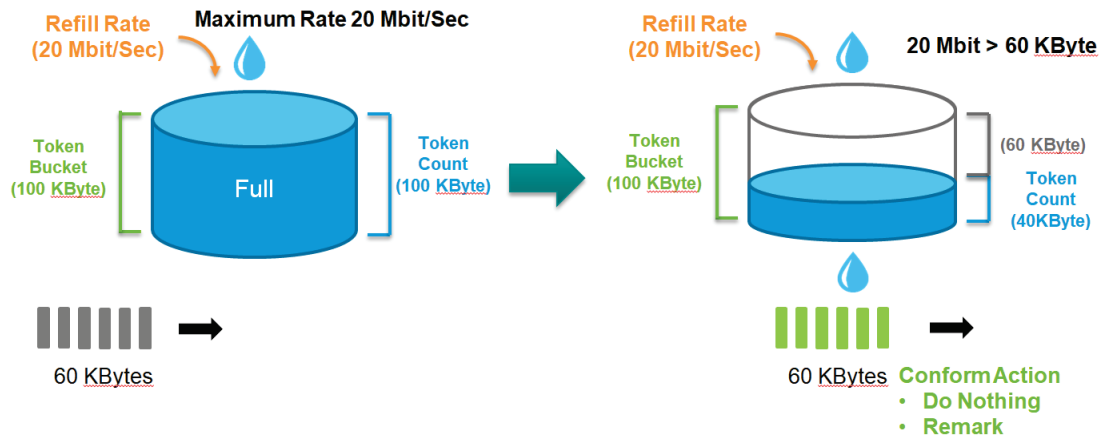 Refill Rate
(20 Mbit/Sec)
Maximum Rate 20 Mbit/Sec
Token
Bucket
(100 KByte)
Full
Token
Count
(100 KByte)
60 KBytes
Refill Rate
(20 Mbit/Sec)
20 Mbit > 60 KByte
Token
Bucket
(100 KByte)
(60 KByte)
Token
Count
(40KByte)
60 KBytes
Conform Action
• Do Nothing
• Remark